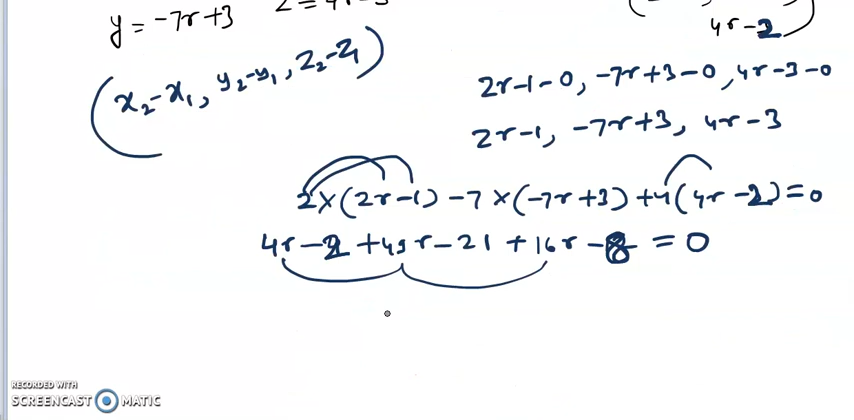 y = -7r+3
4r-2)
(x₂-x₁, y₂-y₁, z₂-z₁)
2r-1-0, -7r+3-0, 4r-3-0
2r-1, -7r+3, 4r-3
2×(2r-1) -7×(-7r+3) +4(4r-2)=0
4r-2+49r-21+16r-8 = 0
RECORDED WITH
SCREENCAST O MATIC